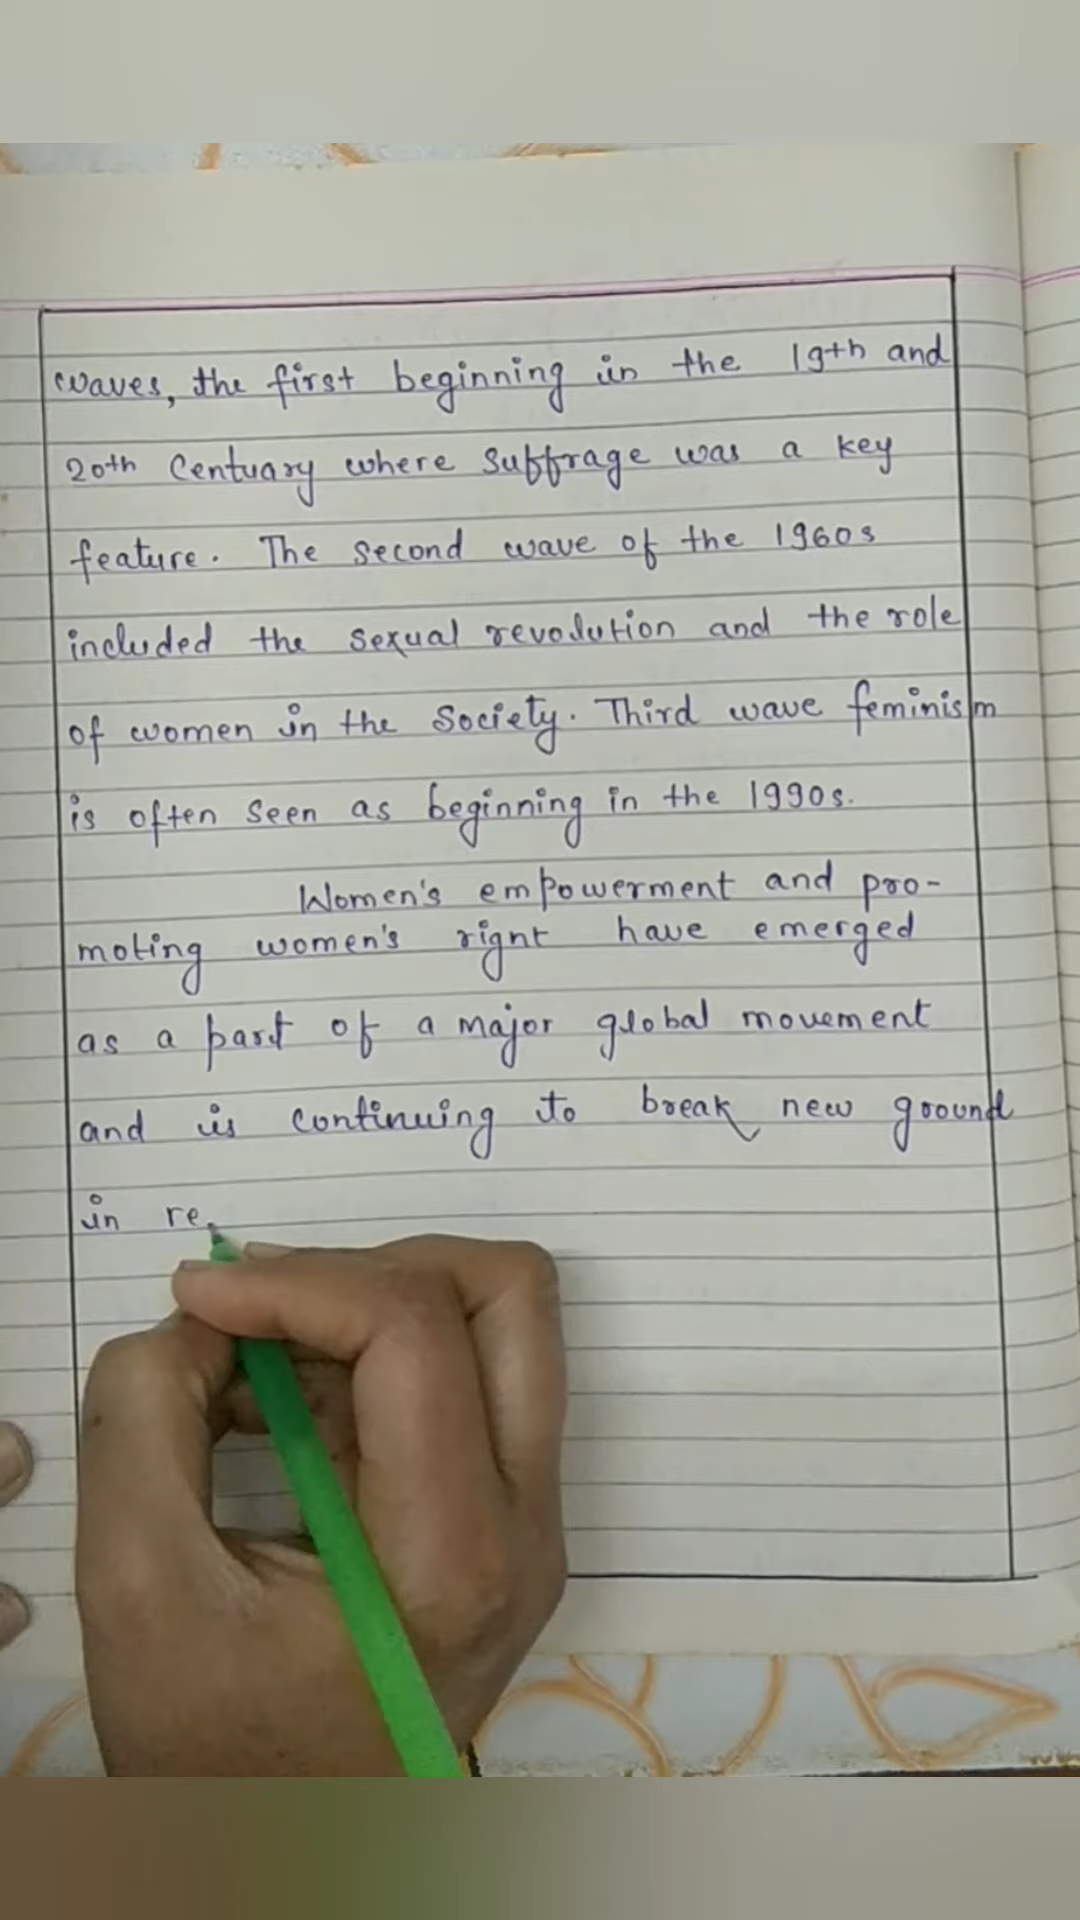 waves, the first beginning in the 19th and
20th Centuary where suffrage was a key
feature. The second wave of the 1960s
included the sexual revolution and the role
of women in the society. Third wave feminism
is often seen as beginning in the 1990s.
Women's empowerment and pro-
moting women's rignt have emerged
as a part of a major global movement
and is continuing to break new ground
in re